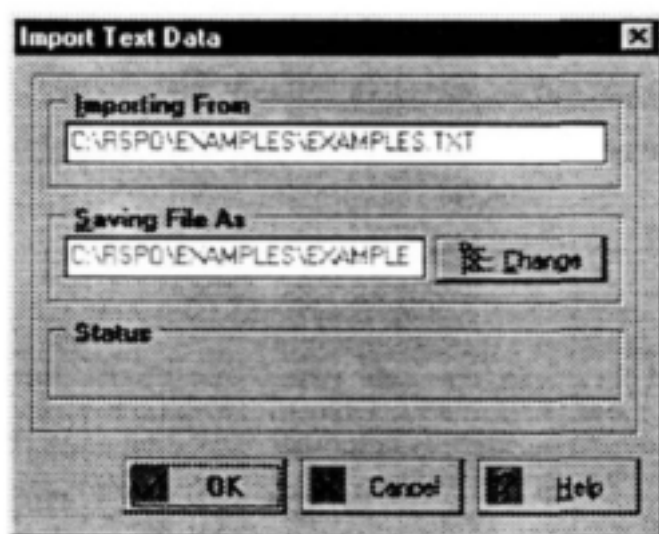 Import Text Data
Importing From
C:\RSPO\EXAMPLES\EXAMPLES.TXT
Saving File As
C:\RSPO\EXAMPLES\EXAMPLE
Change
Status
OK
Cancel
Help